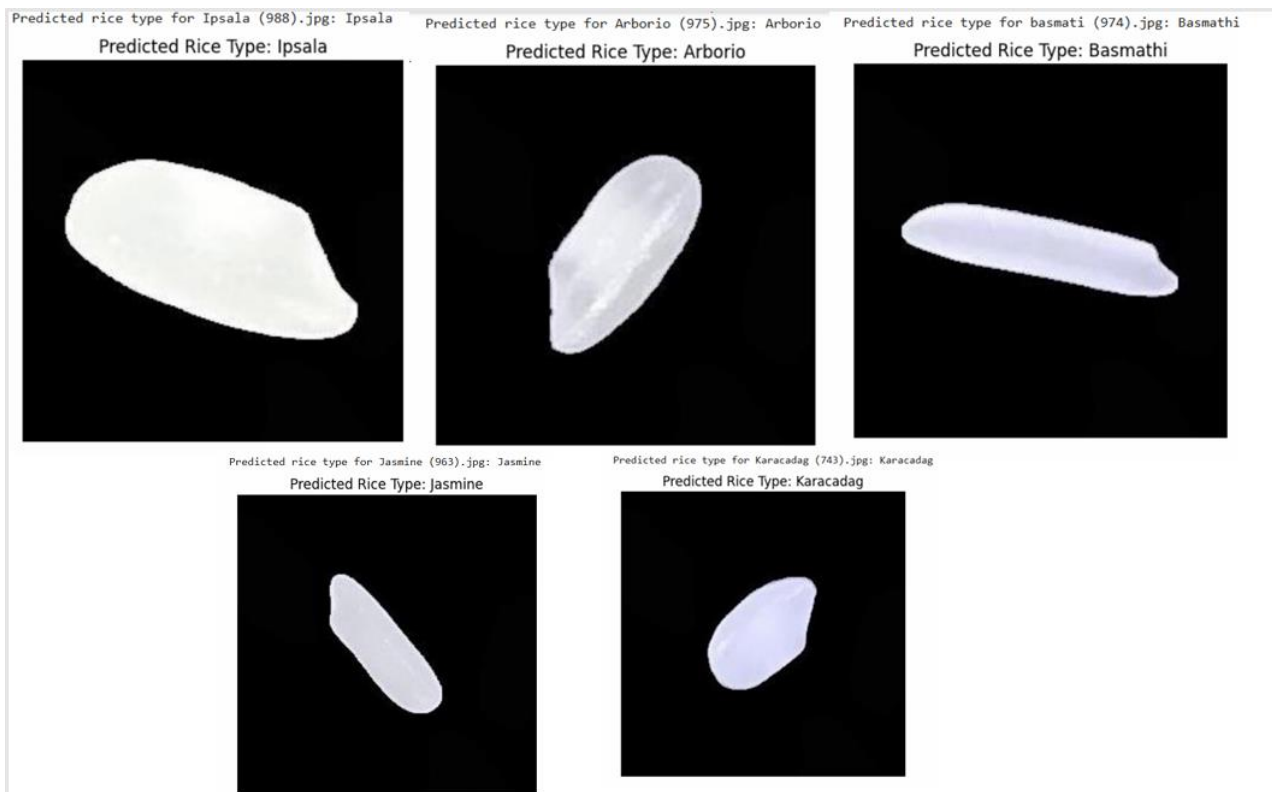 Predicted rice type for Ipsala (988).jpg: Ipsala
Predicted Rice Type: Ipsala
Predicted rice type for Arborio (975).jpg: Arborio
Predicted Rice Type: Arborio
Predicted rice type for basmati (974).jpg: Basmathi
Predicted Rice Type: Basmathi
Predicted rice type for Jasmine (963).jpg: Jasmine
Predicted Rice Type: Jasmine
Predicted rice type for Karacadag (743).jpg: Karacadag
Predicted Rice Type: Karacadag